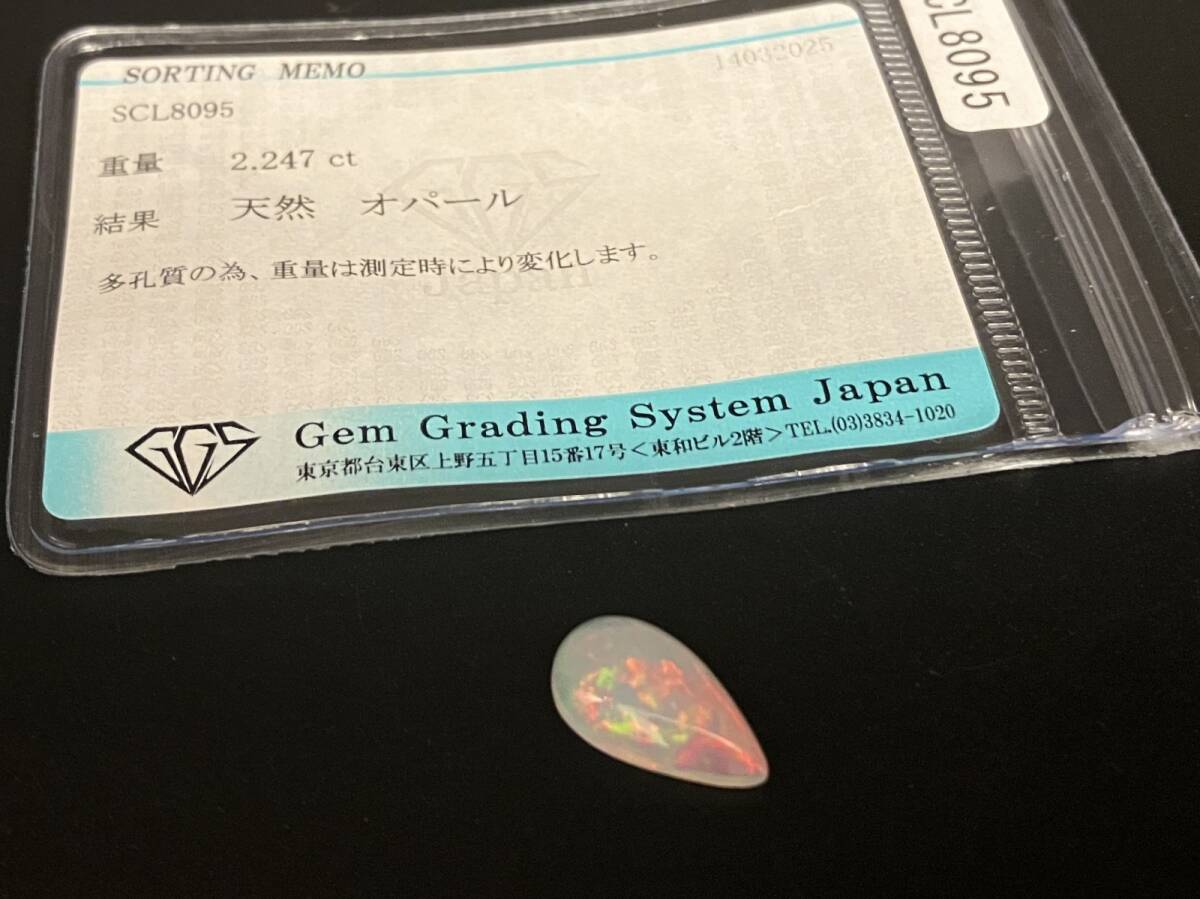 SORTING MEMO
14032025
SCL8095
重量 2.247 ct
結果 天然 オパール
多孔質の為、重量は測定時により変化します。
Japan
GGS
Gem Grading System Japan
東京都台東区上野五丁目15番17号＜東和ビル2階＞TEL.(03)3834-1020
CL8095